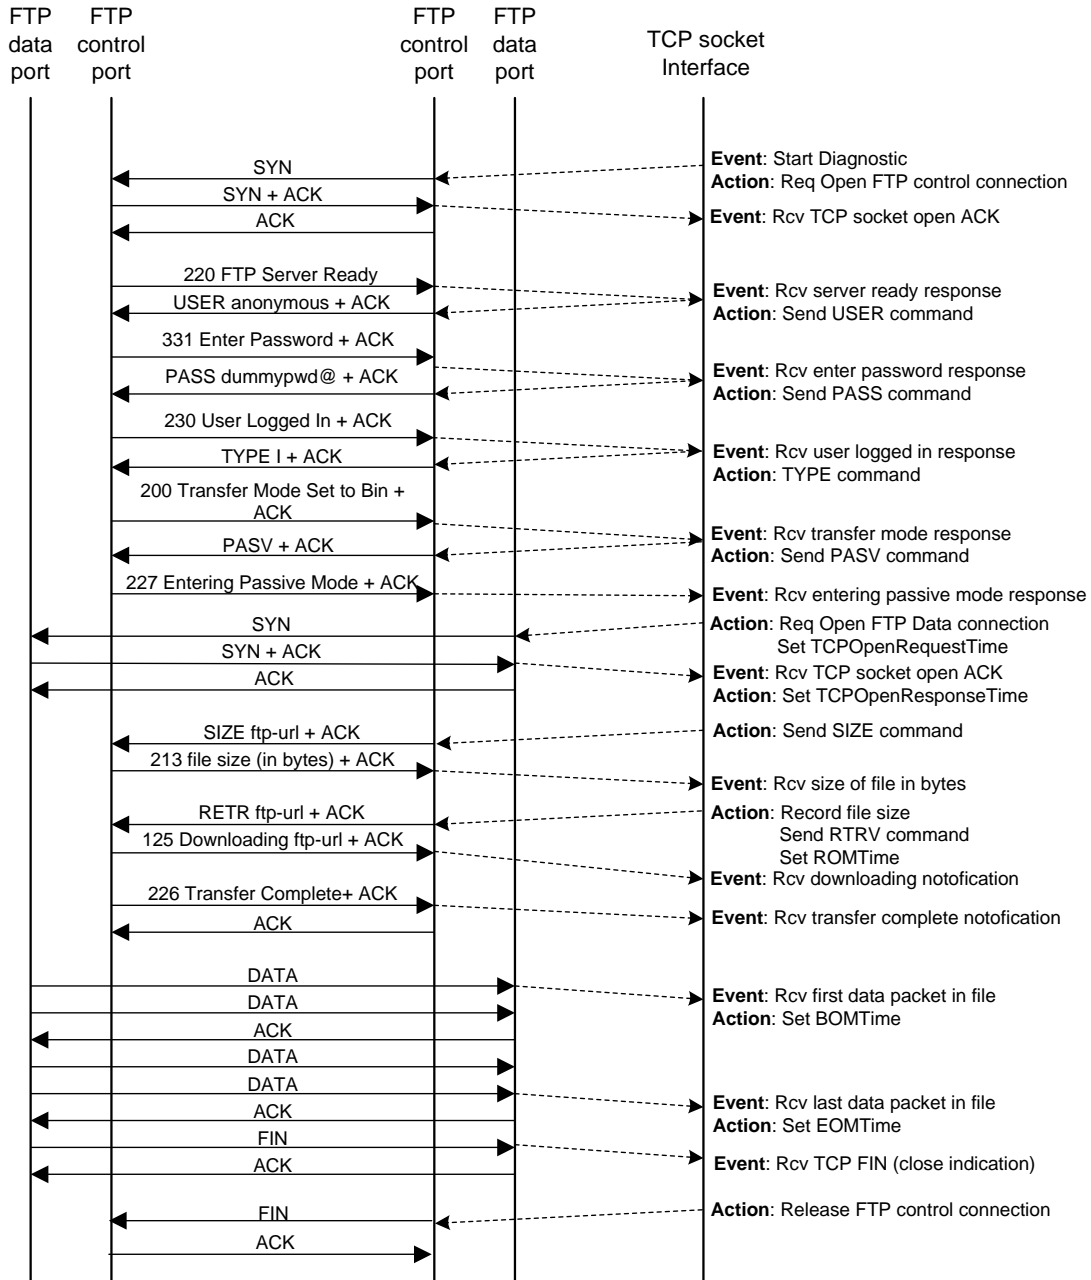 FTP data port
FTP control port
FTP control port
FTP data port
TCP socket Interface
SYN
Event: Start Diagnostic
Action: Req Open FTP control connection
SYN + ACK
Event: Rcv TCP socket open ACK
ACK
220 FTP Server Ready
Event: Rcv server ready response
USER anonymous + ACK
Action: Send USER command
331 Enter Password + ACK
Event: Rcv enter password response
PASS dummypwd@ + ACK
Action: Send PASS command
230 User Logged In + ACK
Event: Rcv user logged in response
TYPE I + ACK
Action: TYPE command
200 Transfer Mode Set to Bin +
ACK
Event: Rcv transfer mode response
PASV + ACK
Action: Send PASV command
227 Entering Passive Mode + ACK
Event: Rcv entering passive mode response
SYN
Action: Req Open FTP Data connection
Set TCPOpenRequestTime
SYN + ACK
Event: Rcv TCP socket open ACK
ACK
Action: Set TCPOpenResponseTime
SIZE ftp-url + ACK
Action: Send SIZE command
213 file size (in bytes) + ACK
Event: Rcv size of file in bytes
RETR ftp-url + ACK
Action: Record file size
Send RTRV command
Set ROMTime
125 Downloading ftp-url + ACK
Event: Rcv downloading notofication
226 Transfer Complete+ ACK
Event: Rcv transfer complete notofication
ACK
DATA
Event: Rcv first data packet in file
DATA
Action: Set BOMTime
ACK
DATA
DATA
Event: Rcv last data packet in file
ACK
Action: Set EOMTime
FIN
Event: Rcv TCP FIN (close indication)
ACK
FIN
Action: Release FTP control connection
ACK